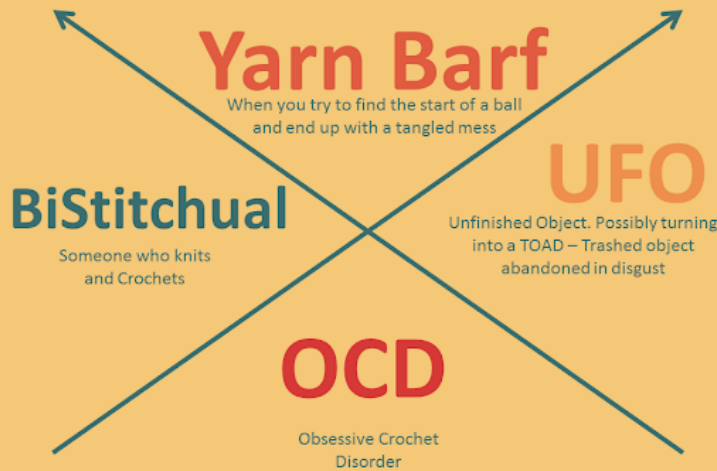 Yarn Barf
When you try to find the start of a ball
and end up with a tangled mess
BiStitchual
Someone who knits
and Crochets
UFO
Unfinished Object. Possibly turning
into a TOAD – Trashed object
abandoned in disgust
OCD
Obsessive Crochet
Disorder